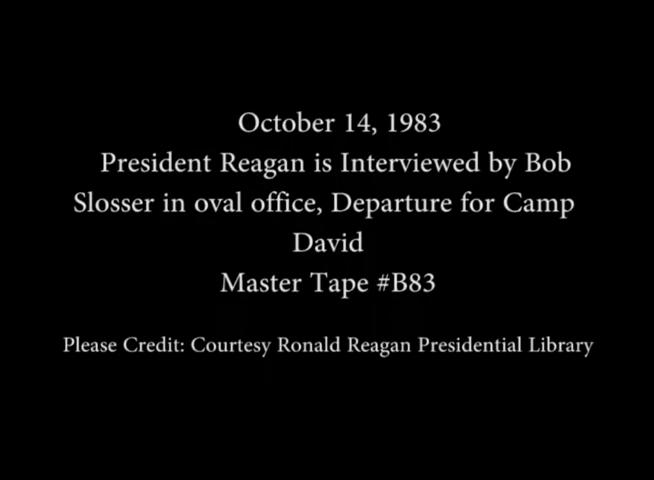 October 14, 1983
President Reagan is Interviewed by Bob
Slosser in oval office, Departure for Camp
David
Master Tape #B83
Please Credit: Courtesy Ronald Reagan Presidential Library